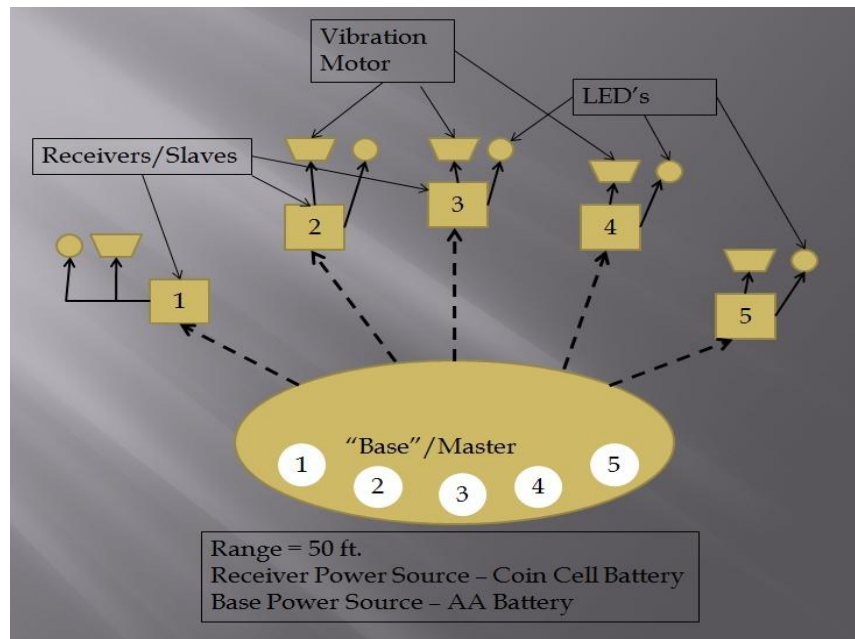 Vibration
Motor
LED's
Receivers/Slaves
1
2
3
4
5
“Base”/Master
1
2
3
4
5
Range = 50 ft.
Receiver Power Source – Coin Cell Battery
Base Power Source – AA Battery